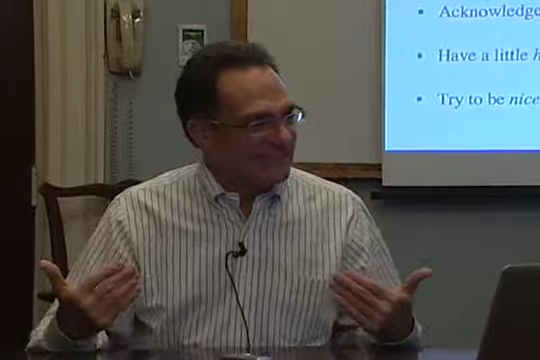 • Acknowledge
• Have a little h
• Try to be nice